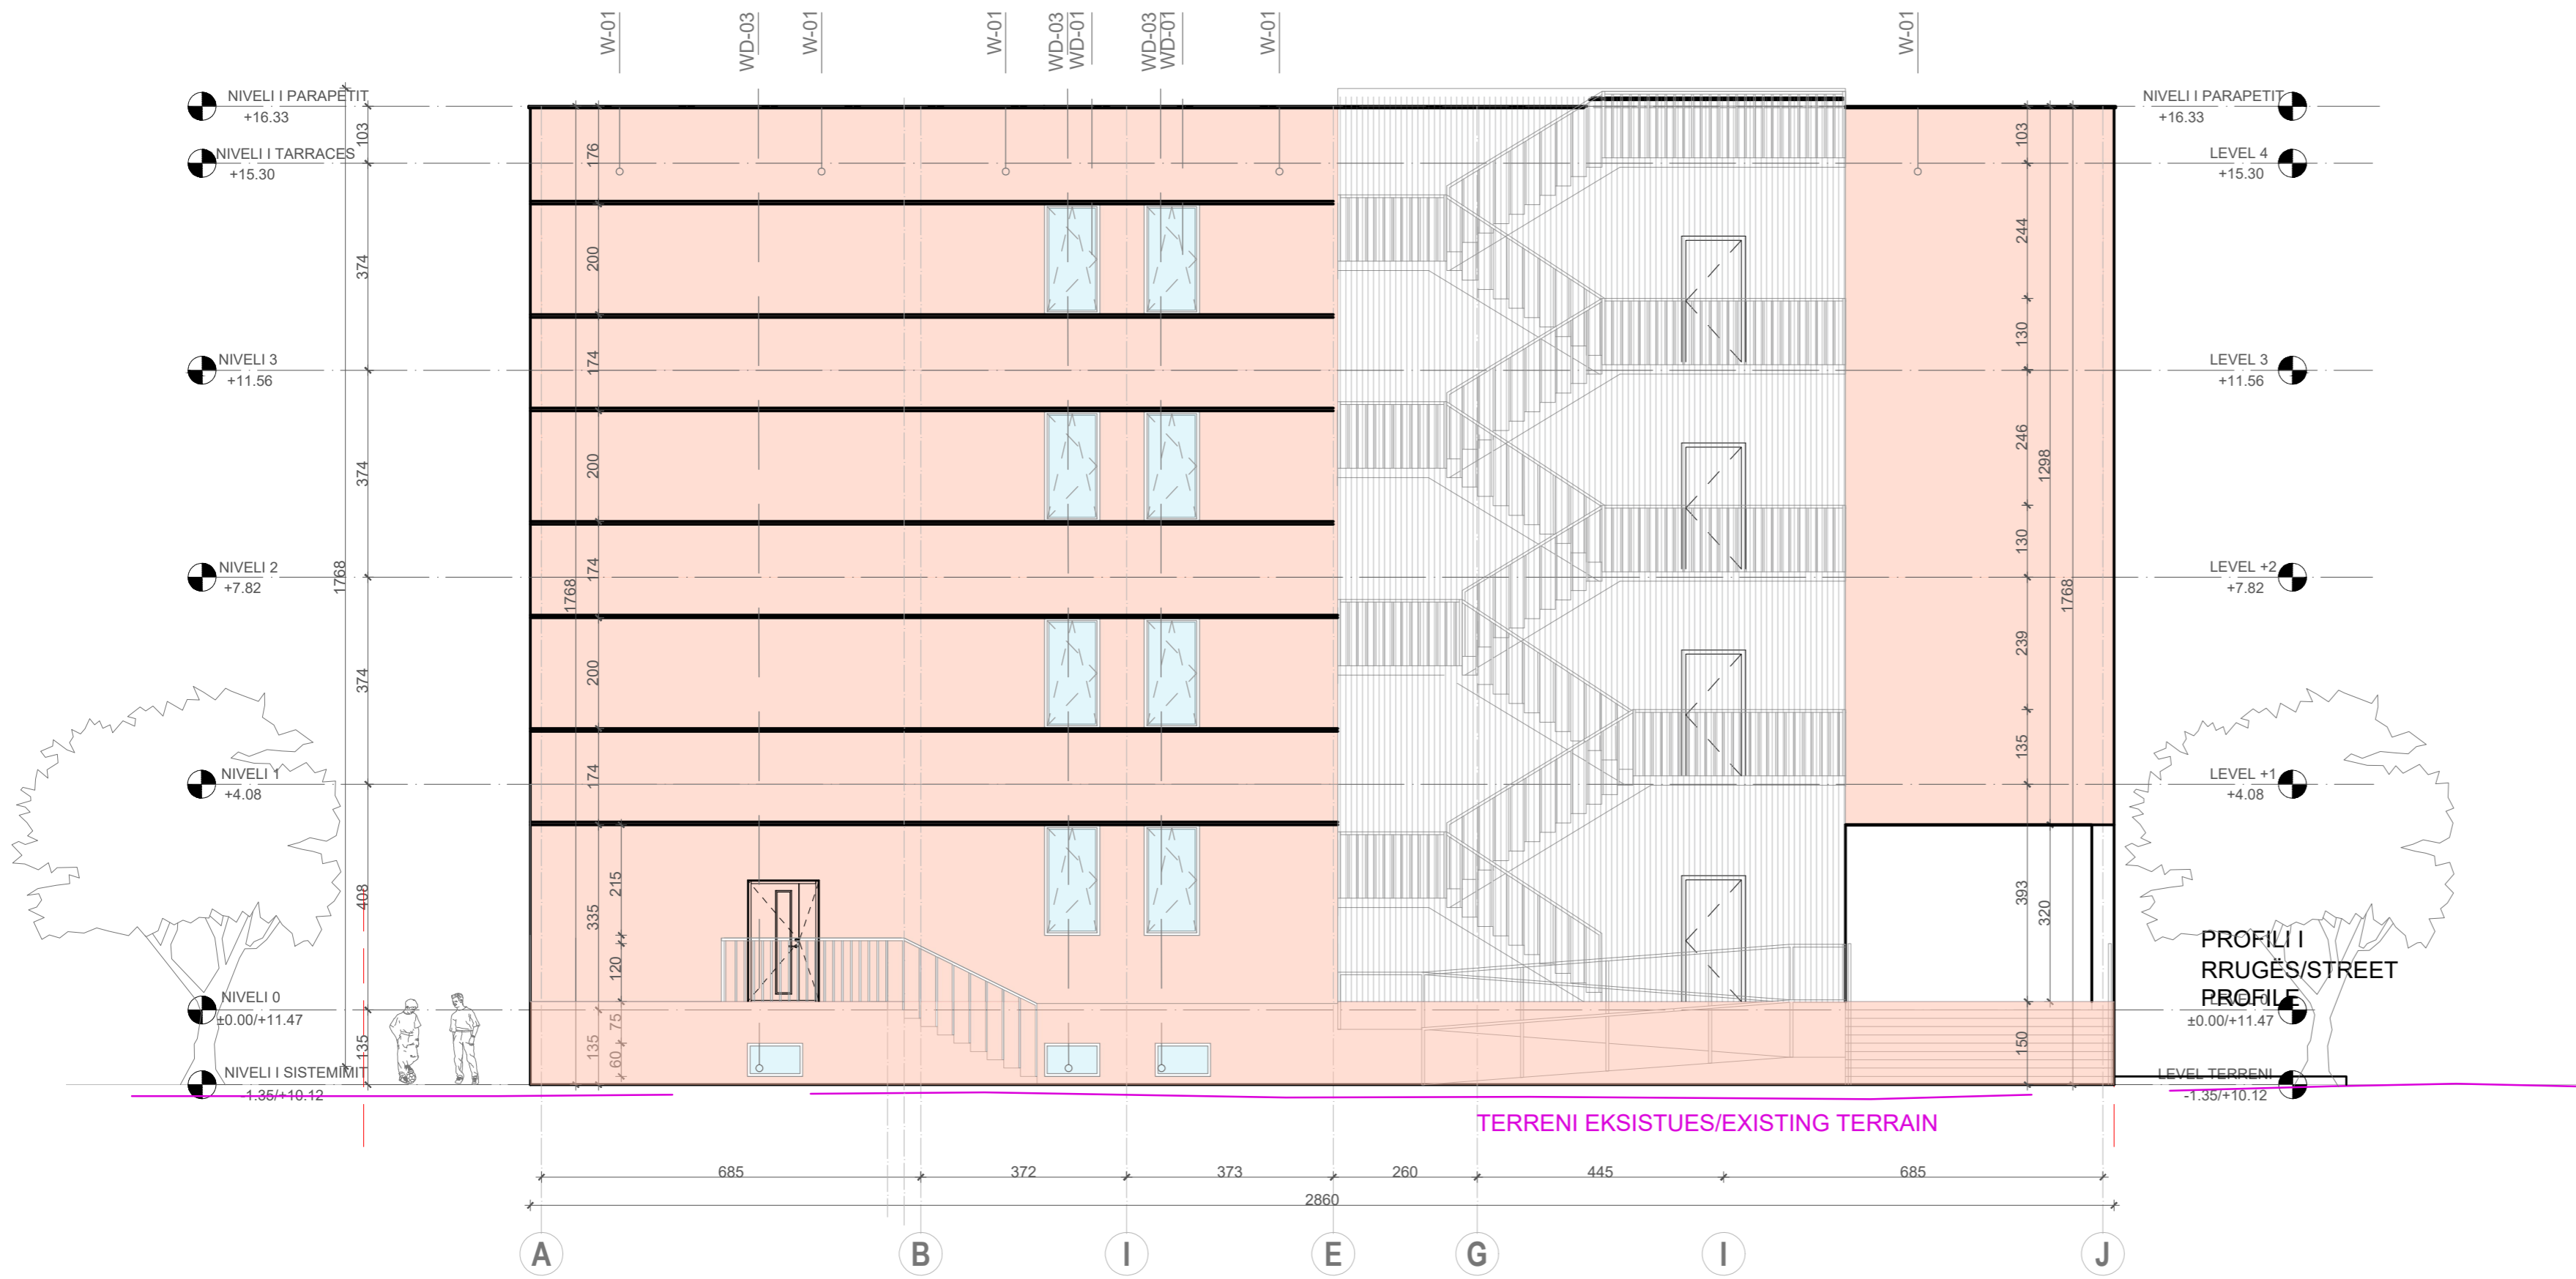 W-01
WD-03
W-01
W-01
WD-03
WD-01
WD-03
WD-01
W-01
W-01
NIVELI I PARAPETIT
+16.33
NIVELI I TARRACES
+15.30
NIVELI 3
+11.56
NIVELI 2
+7.82
NIVELI 1
+4.08
NIVELI 0
±0.00/+11.47
NIVELI I SISTEMIMIT
-1.35/+10.12
1768
103
374
374
374
408
135
1768
176
200
174
200
174
200
174
335
135
215
120
75
60
103
244
130
246
130
239
135
393
150
1298
320
1768
NIVELI I PARAPETIT
+16.33
LEVEL 4
+15.30
LEVEL 3
+11.56
LEVEL +2
+7.82
LEVEL +1
+4.08
PROFILI I
RRUGËS/STREET
PROFILE
LEVEL 0
±0.00/+11.47
LEVEL TERRENI
-1.35/+10.12
TERRENI EKSISTUES/EXISTING TERRAIN
685
372
373
260
445
685
2860
A
B
I
E
G
I
J